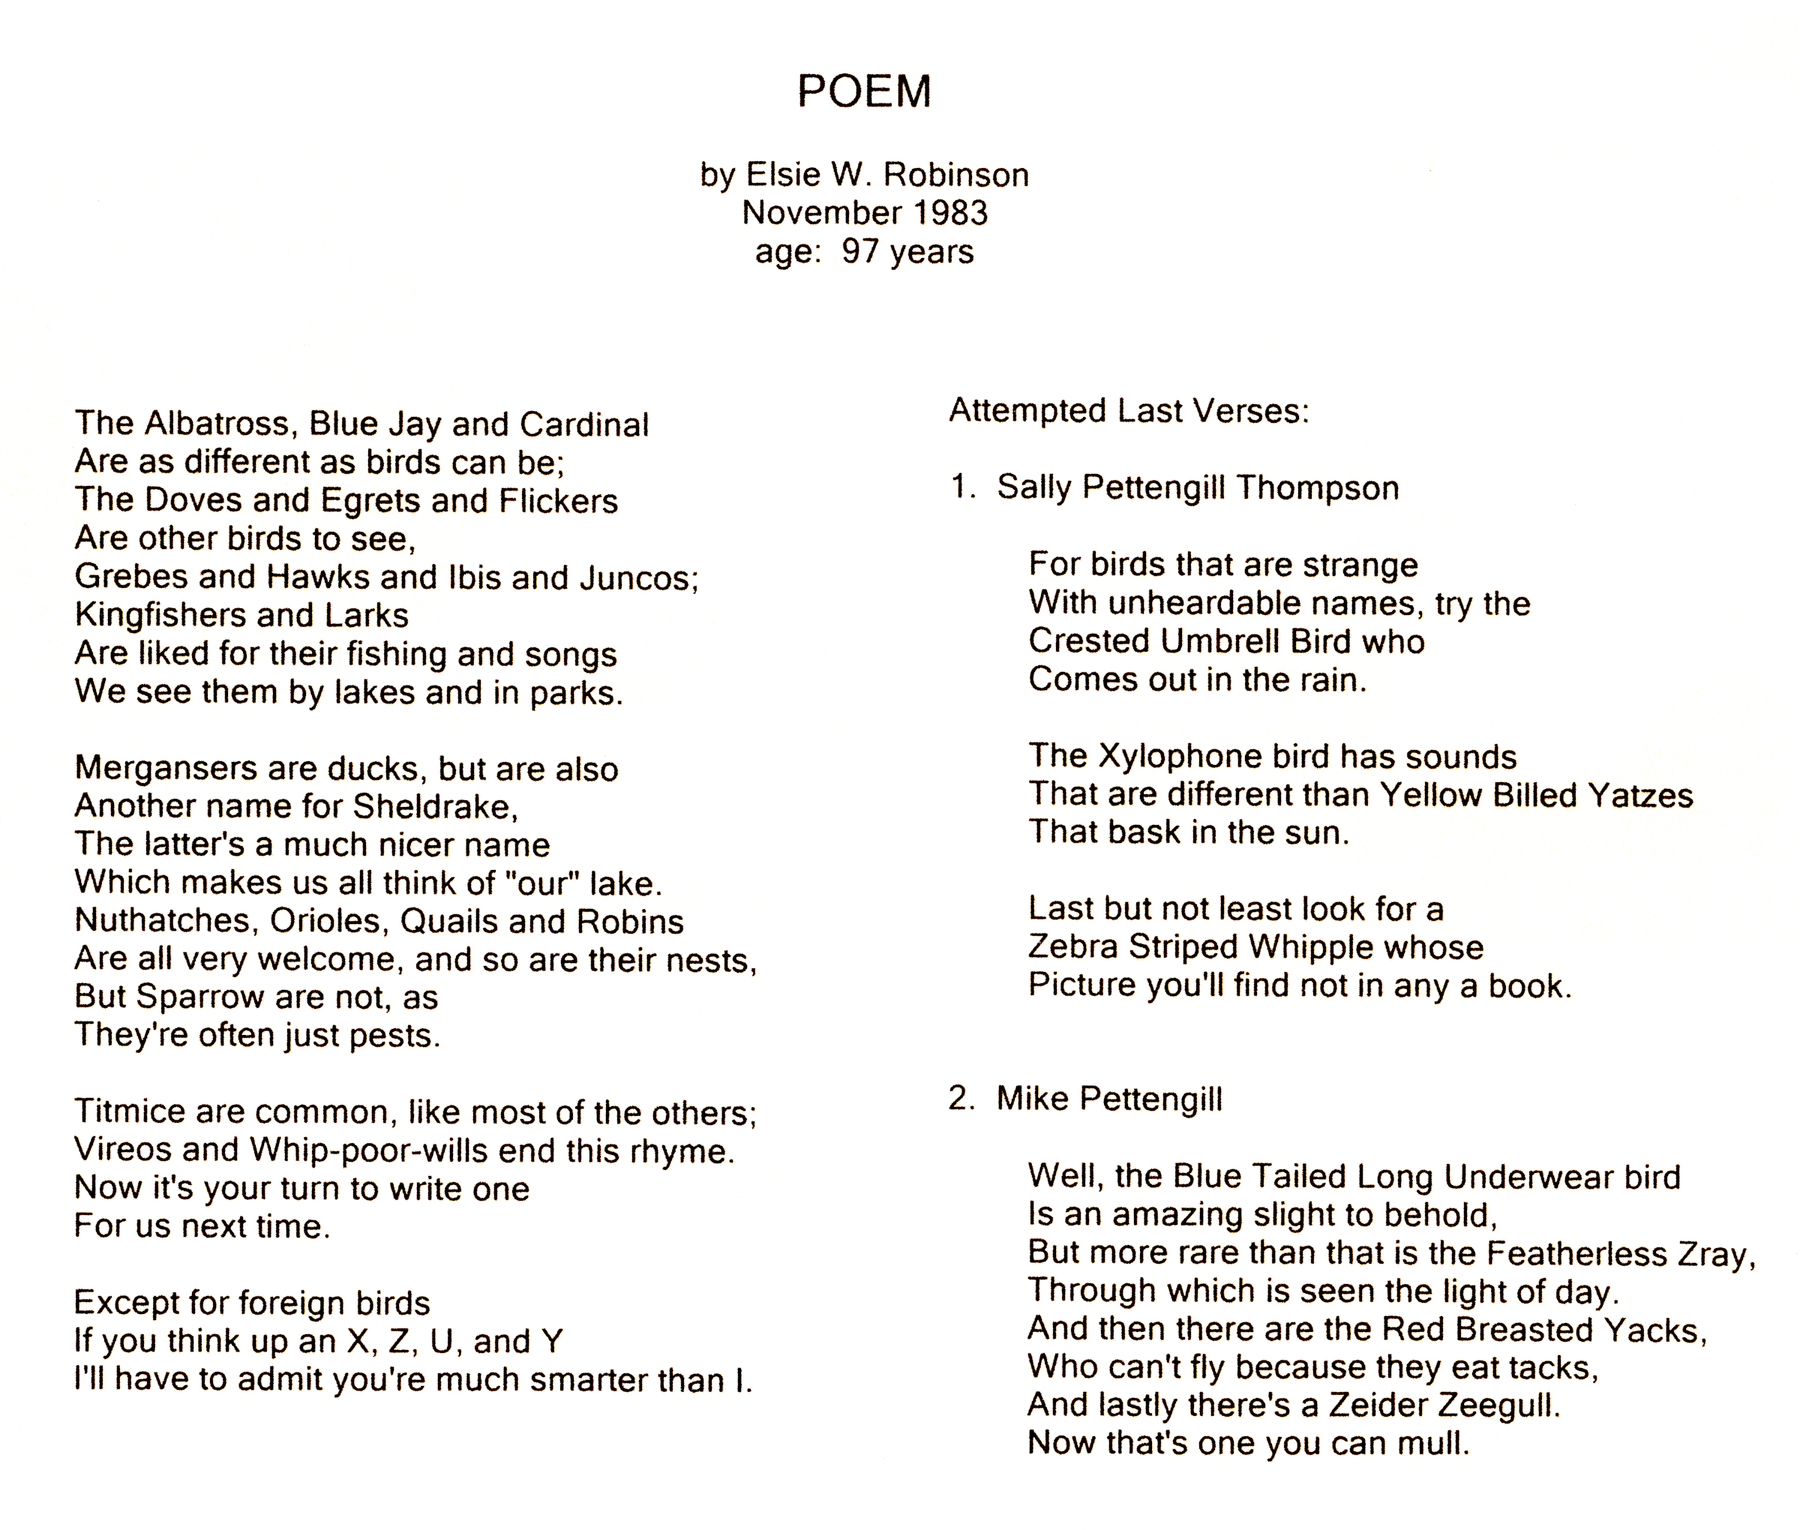 POEM
by Elsie W. Robinson
November 1983
age:  97 years
The Albatross, Blue Jay and Cardinal
Are as different as birds can be;
The Doves and Egrets and Flickers
Are other birds to see,
Grebes and Hawks and Ibis and Juncos;
Kingfishers and Larks
Are liked for their fishing and songs
We see them by lakes and in parks.
Mergansers are ducks, but are also
Another name for Sheldrake,
The latter's a much nicer name
Which makes us all think of "our" lake.
Nuthatches, Orioles, Quails and Robins
Are all very welcome, and so are their nests,
But Sparrow are not, as
They're often just pests.
Titmice are common, like most of the others;
Vireos and Whip-poor-wills end this rhyme.
Now it's your turn to write one
For us next time.
Except for foreign birds
If you think up an X, Z, U, and Y
I'll have to admit you're much smarter than I.
Attempted Last Verses:
1.  Sally Pettengill Thompson
For birds that are strange
With unheardable names, try the
Crested Umbrell Bird who
Comes out in the rain.
The Xylophone bird has sounds
That are different than Yellow Billed Yatzes
That bask in the sun.
Last but not least look for a
Zebra Striped Whipple whose
Picture you'll find not in any a book.
2.  Mike Pettengill
Well, the Blue Tailed Long Underwear bird
Is an amazing slight to behold,
But more rare than that is the Featherless Zray,
Through which is seen the light of day.
And then there are the Red Breasted Yacks,
Who can't fly because they eat tacks,
And lastly there's a Zeider Zeegull.
Now that's one you can mull.